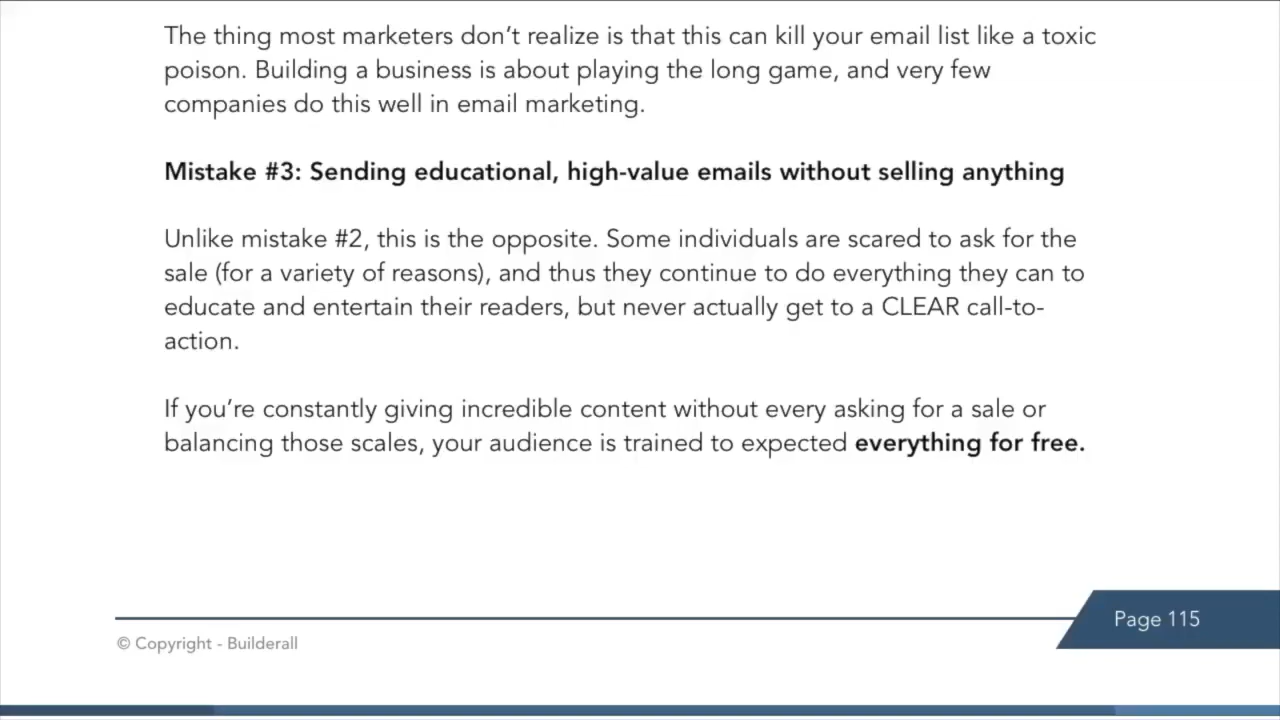 The thing most marketers don’t realize is that this can kill your email list like a toxic
poison. Building a business is about playing the long game, and very few
companies do this well in email marketing.
Mistake #3: Sending educational, high-value emails without selling anything
Unlike mistake #2, this is the opposite. Some individuals are scared to ask for the
sale (for a variety of reasons), and thus they continue to do everything they can to
educate and entertain their readers, but never actually get to a CLEAR call-to-
action.
If you’re constantly giving incredible content without every asking for a sale or
balancing those scales, your audience is trained to expected everything for free.
Page 115
© Copyright - Builderall